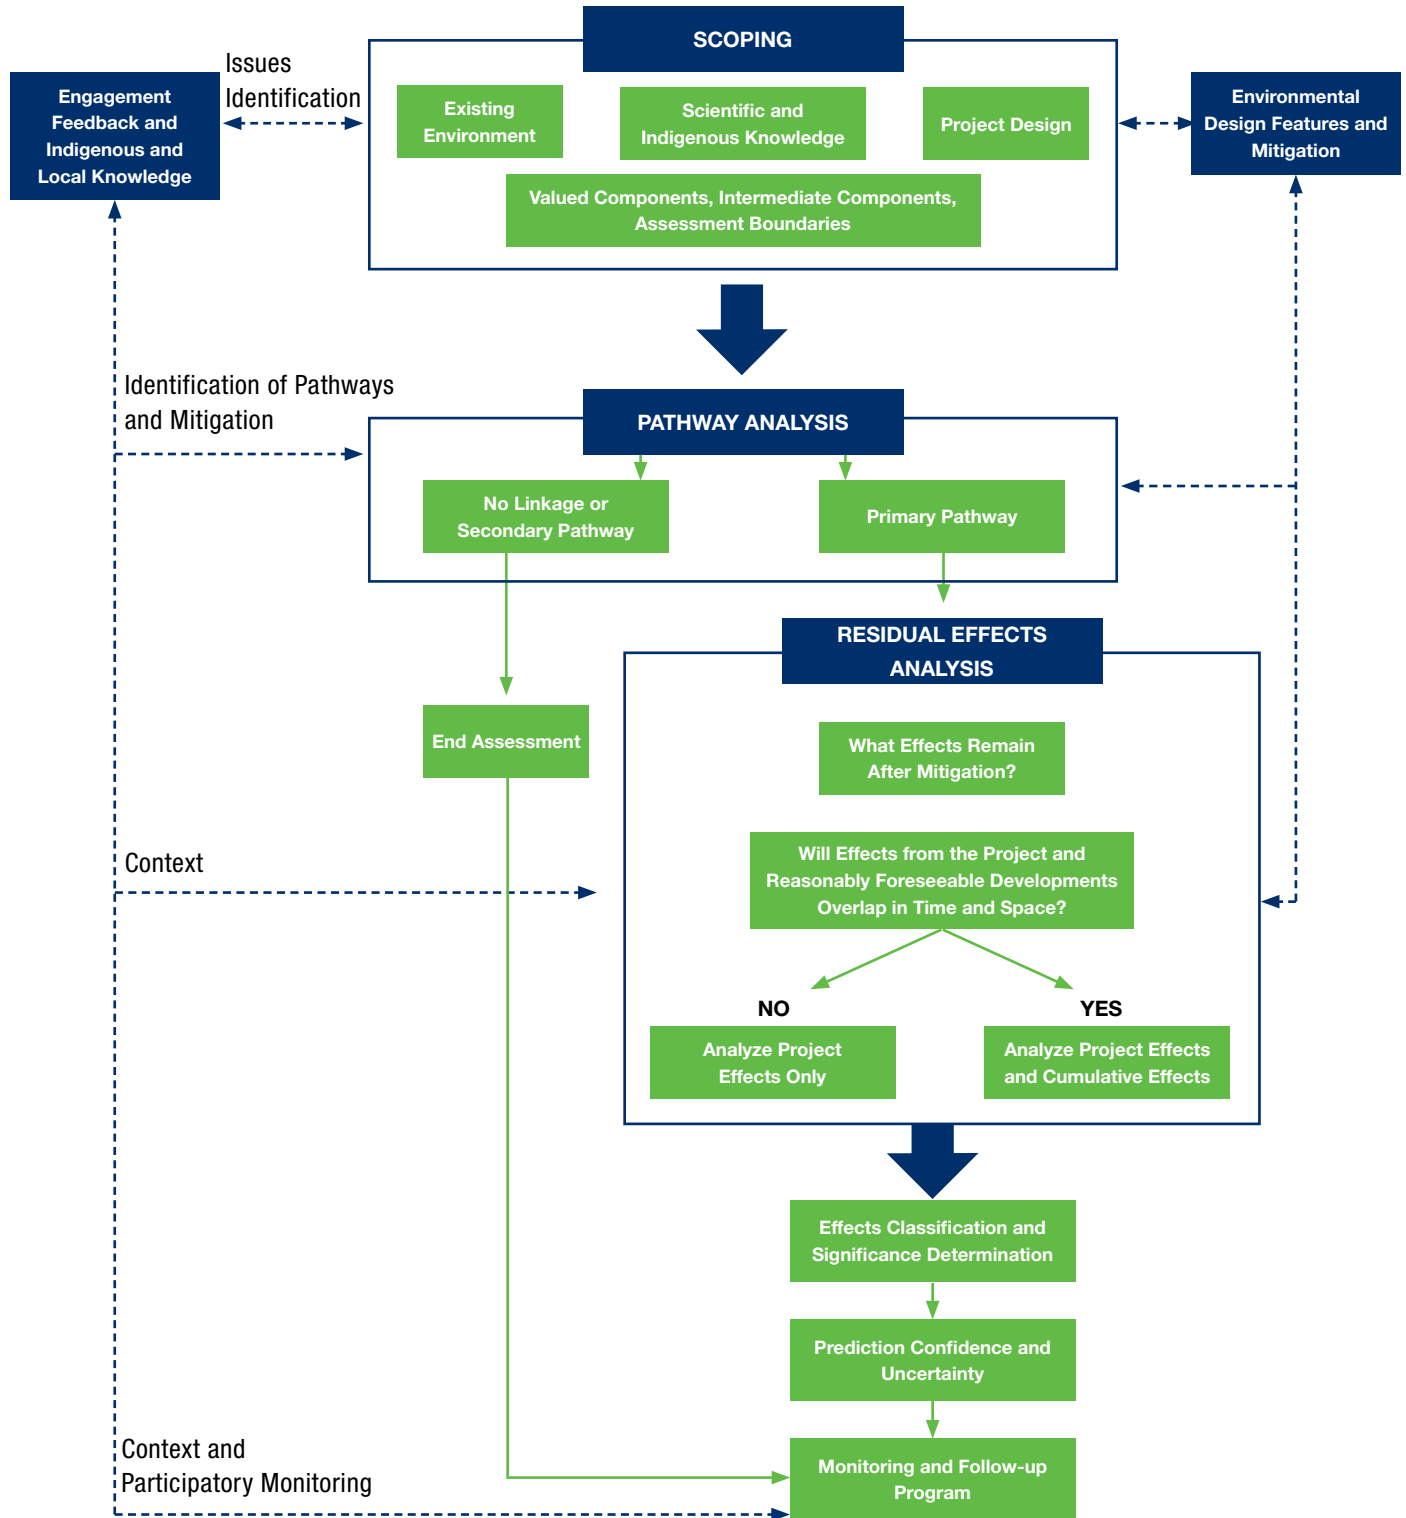 SCOPING
Issues
Identification
Engagement
Feedback and
Indigenous and
Local Knowledge
Existing
Environment
Scientific and
Indigenous Knowledge
Project Design
Environmental
Design Features and
Mitigation
Valued Components, Intermediate Components,
Assessment Boundaries
Identification of Pathways
and Mitigation
PATHWAY ANALYSIS
No Linkage or
Secondary Pathway
Primary Pathway
RESIDUAL EFFECTS
ANALYSIS
End Assessment
What Effects Remain
After Mitigation?
Context
Will Effects from the Project and
Reasonably Foreseeable Developments
Overlap in Time and Space?
NO
YES
Analyze Project
Effects Only
Analyze Project Effects
and Cumulative Effects
Effects Classification and
Significance Determination
Prediction Confidence and
Uncertainty
Context and
Participatory Monitoring
Monitoring and Follow-up
Program